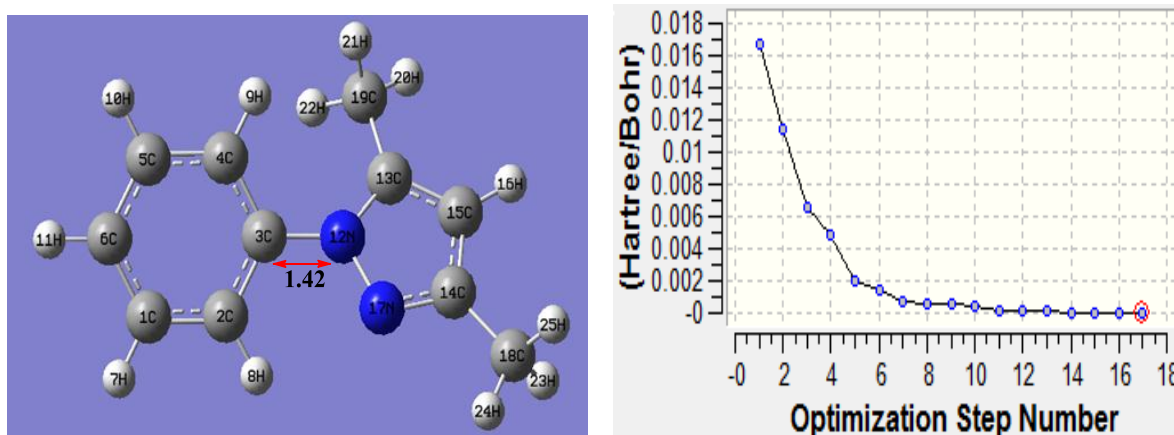 21H
20H
10H
9H
22H
19C
5C
4C
13C
16H
15C
11H
6C
3C
12N
1.42
17N
14C
1C
2C
25H
18C
23H
7H
8H
24H
(Hartree/Bohr)
0.018
0.016
0.014
0.012
0.01
0.008
0.006
0.004
0.002
-0
-0 2 4 6 8 10 12 14 16 18
Optimization Step Number